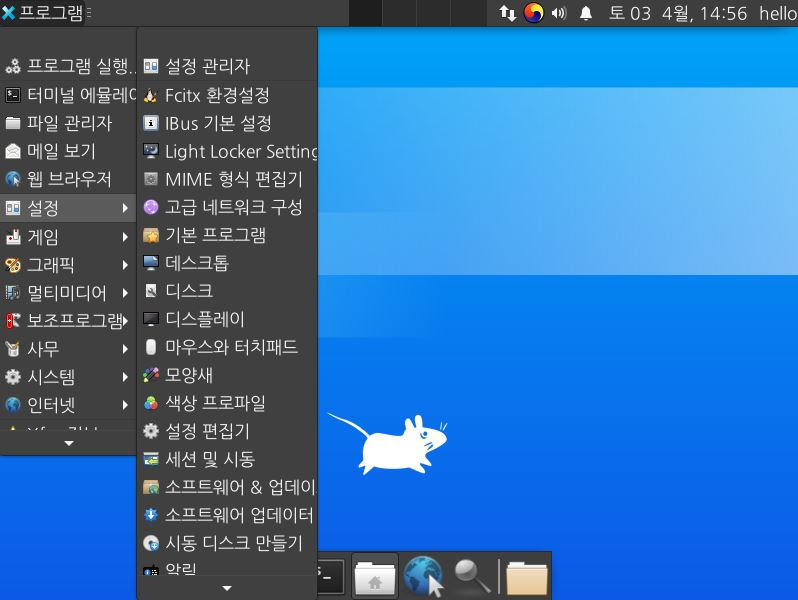 프로그램
토 03 4월, 14:56 hello
프로그램 실행..
터미널 에뮬레
파일 관리자
메일 보기
웹 브라우저
설정
게임
그래픽
멀티미디어
보조프로그램
사무
시스템
인터넷
설정 관리자
Fcitx 환경설정
IBus 기본 설정
Light Locker Setting
MIME 형식 편집기
고급 네트워크 구성
기본 프로그램
데스크톱
디스크
디스플레이
마우스와 터치패드
모양새
색상 프로파일
설정 편집기
세션 및 시동
소프트웨어 & 업데이
소프트웨어 업데이터
시동 디스크 만들기
알림